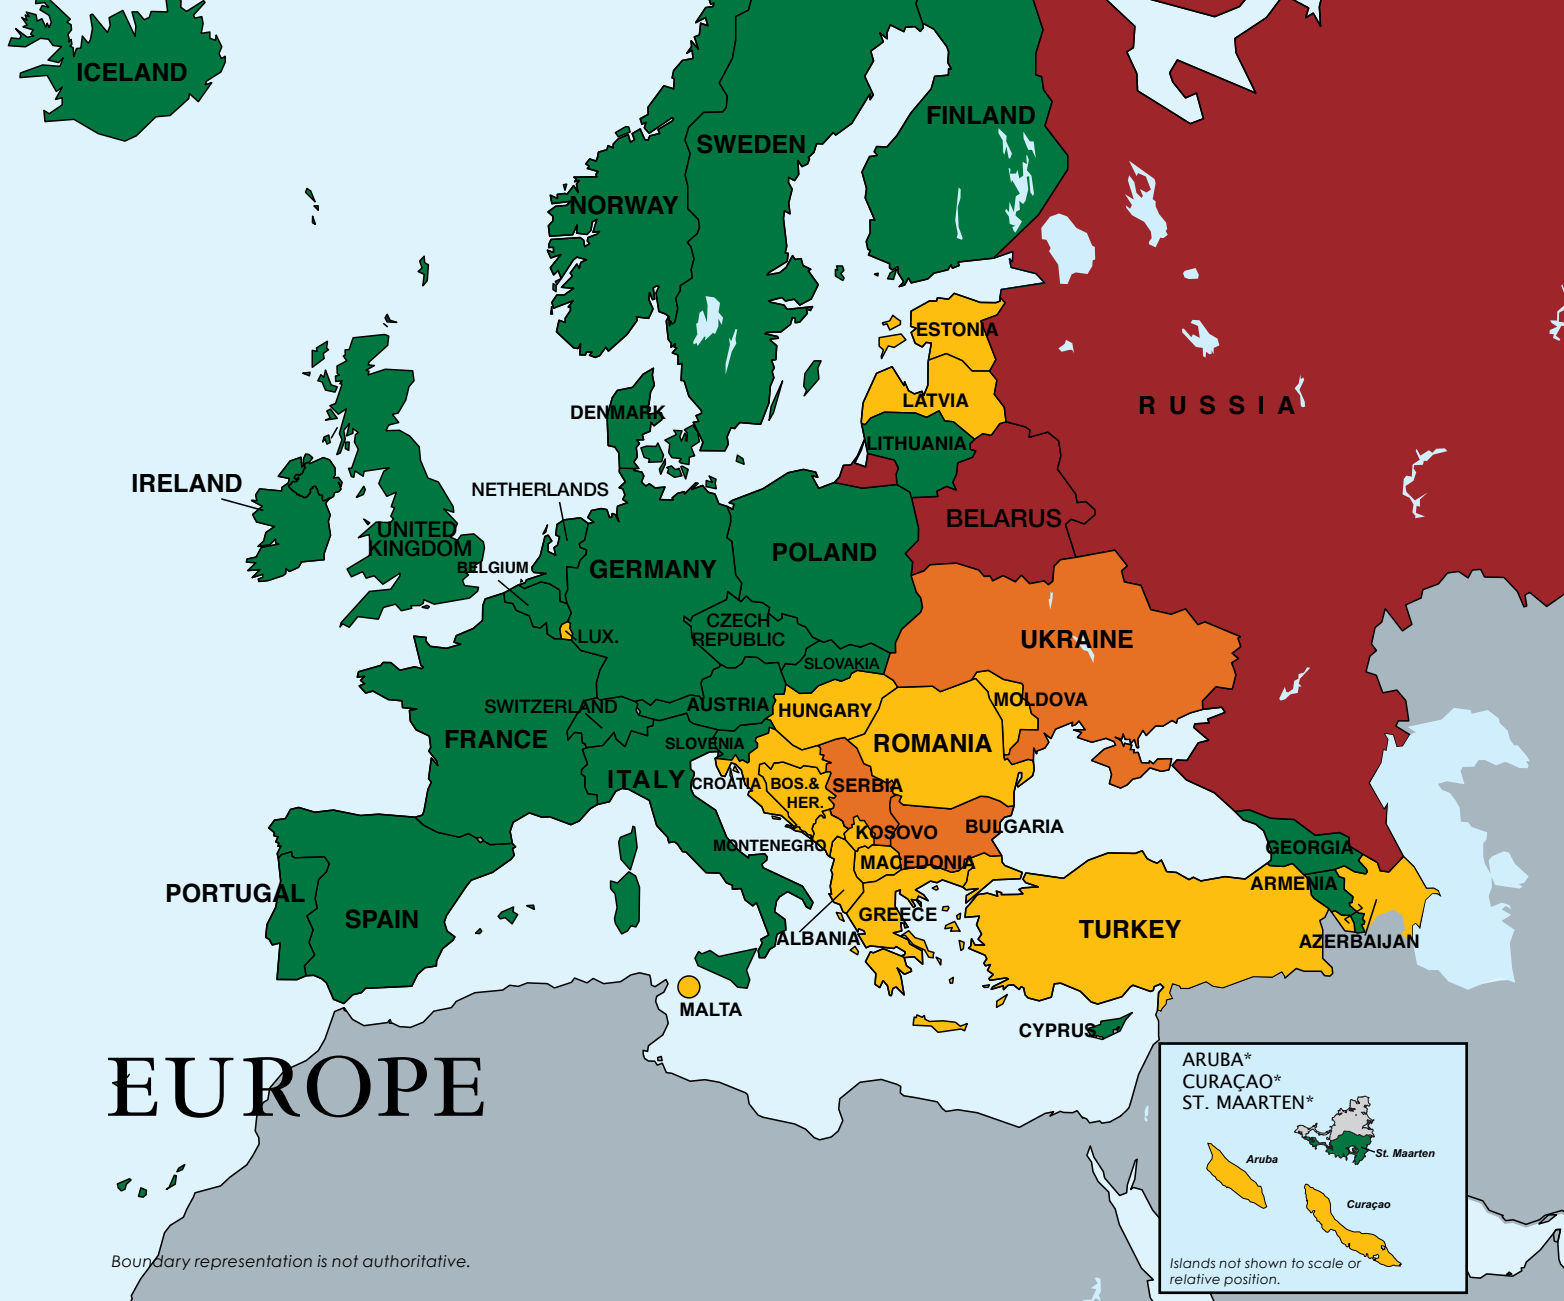 ICELAND
FINLAND
SWEDEN
NORWAY
ESTONIA
LATVIA
RUSSIA
DENMARK
LITHUANIA
IRELAND
NETHERLANDS
BELARUS
UNITED
KINGDOM
POLAND
BELGIUM
GERMANY
CZECH
REPUBLIC
LUX.
UKRAINE
SLOVAKIA
SWITZERLAND
AUSTRIA
HUNGARY
MOLDOVA
FRANCE
SLOVENIA
ROMANIA
ITALY
CROATIA
BOS.&
HER.
SERBIA
KOSOVO
BULGARIA
MONTENEGRO
MACEDONIA
GEORGIA
PORTUGAL
SPAIN
ARMENIA
GREECE
TURKEY
ALBANIA
AZERBAIJAN
MALTA
CYPRUS
EUROPE
ARUBA*
CURAÇAO*
ST. MAARTEN*
St. Maarten
Aruba
Curaçao
Islands not shown to scale or
relative position.
Boundary representation is not authoritative.